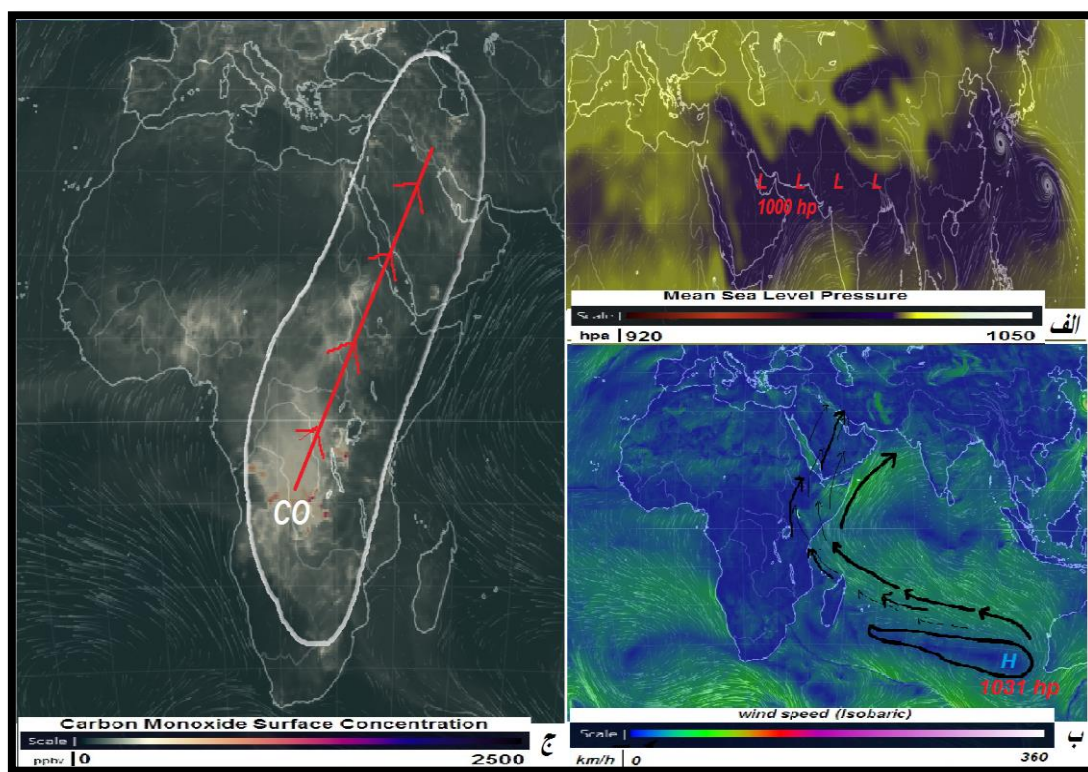 CO
Carbon Monoxide Surface Concentration
Scale |
ppbv | 0 2500
ج
L L L L
1000 hp
Mean Sea Level Pressure
Scale |
hpa | 920 1050
الف
H
1031 hp
wind speed (Isobaric)
Scale |
km/h | 0 360
ب